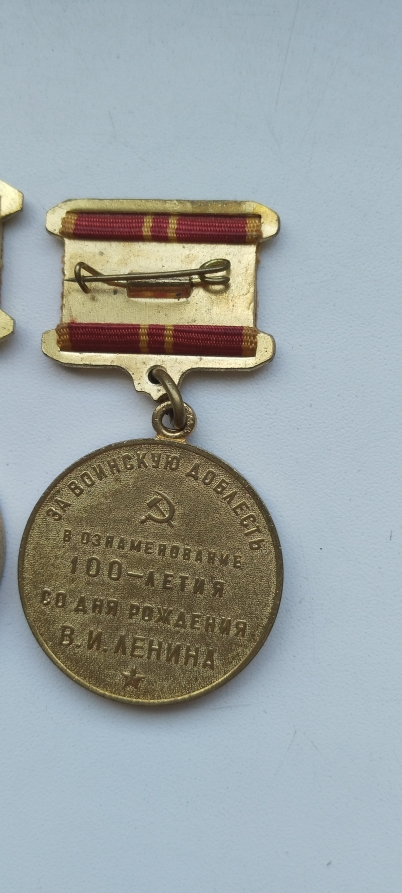 ЗА ВОИНСКУЮ ДОБЛЕСТЬ
В ОЗНАМЕНОВАНИЕ
100-ЛЕТИЯ
СО ДНЯ РОЖДЕНИЯ
В.И. ЛЕНИНА